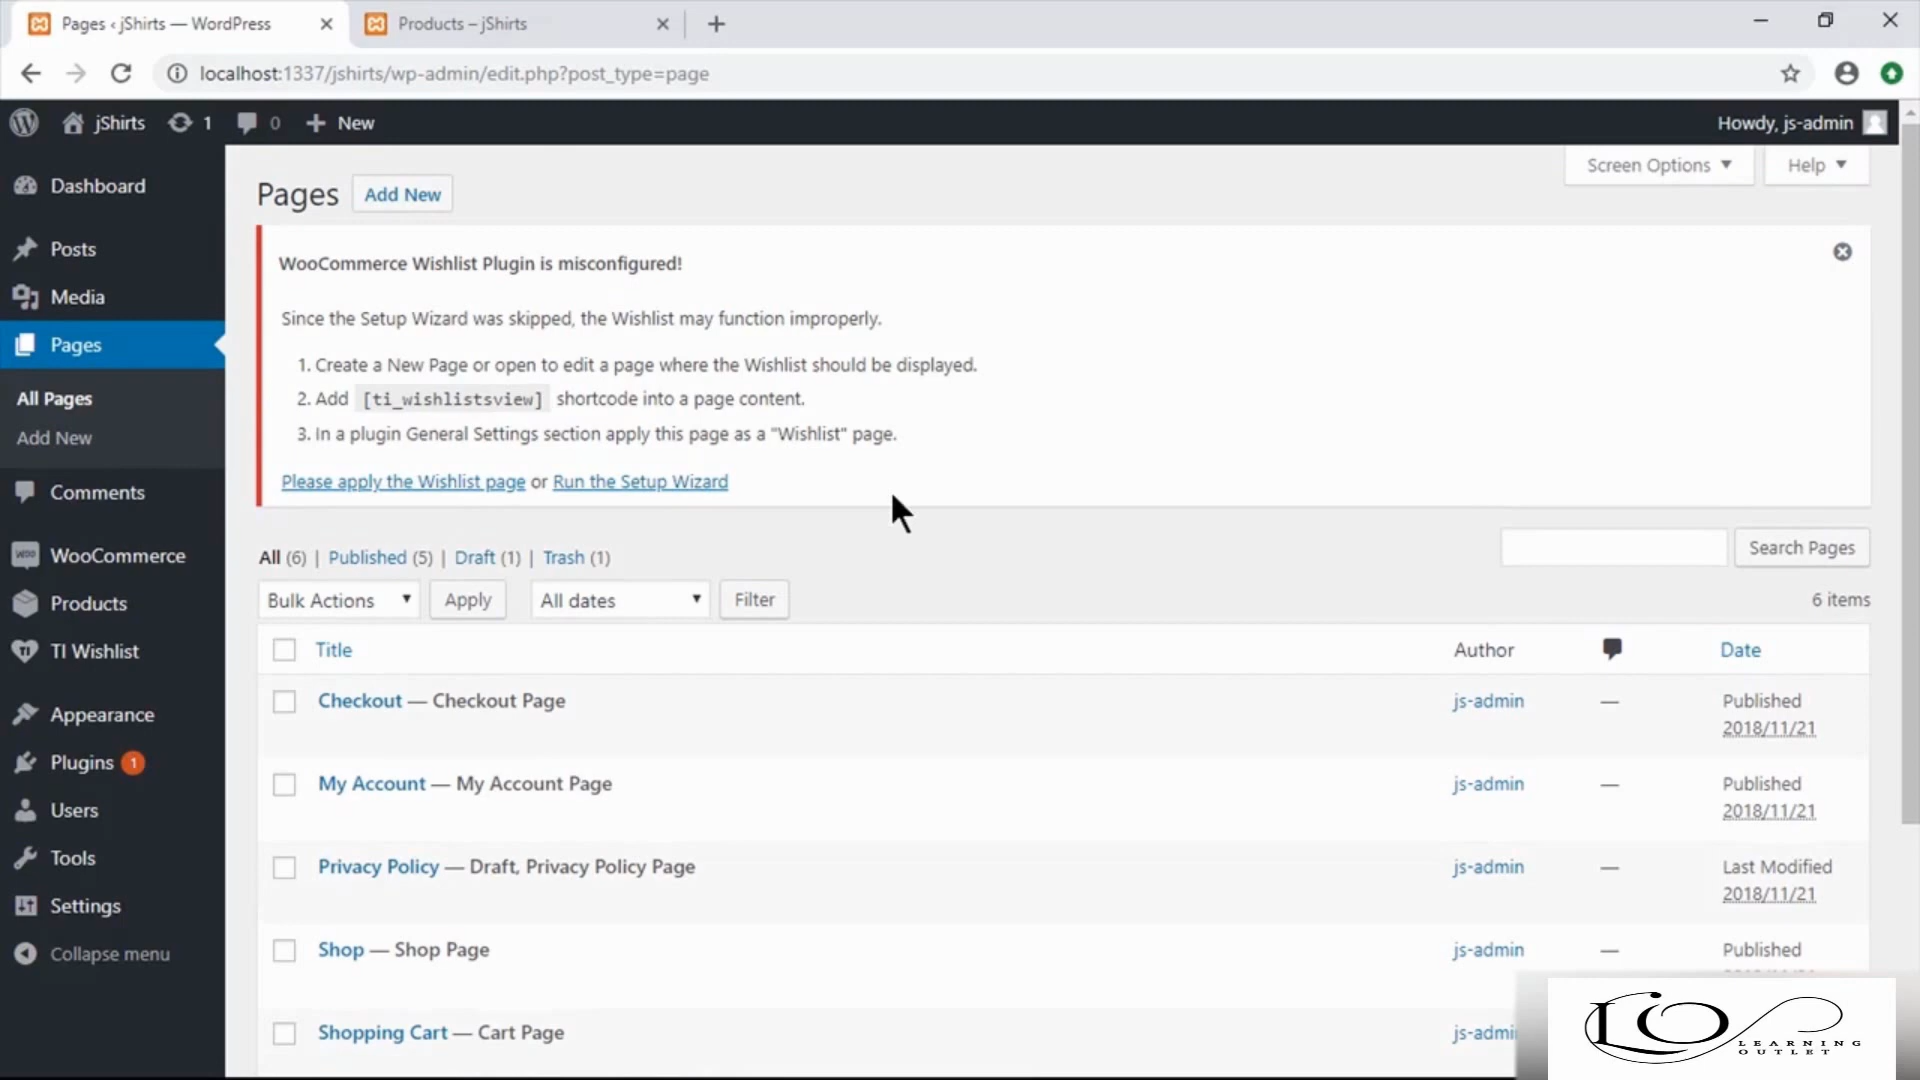 Pages ‹ jShirts — WordPress
Products – jShirts
localhost:1337/jshirts/wp-admin/edit.php?post_type=page
jShirts
1
0
New
Howdy, js-admin
Screen Options
Help
Dashboard
Posts
Media
Pages
All Pages
Add New
Comments
WooCommerce
Products
TI Wishlist
Appearance
Plugins 1
Users
Tools
Settings
Collapse menu
Pages
Add New
WooCommerce Wishlist Plugin is misconfigured!
Since the Setup Wizard was skipped, the Wishlist may function improperly.
1. Create a New Page or open to edit a page where the Wishlist should be displayed.
2. Add [ti_wishlistsview] shortcode into a page content.
3. In a plugin General Settings section apply this page as a "Wishlist" page.
Please apply the Wishlist page or Run the Setup Wizard
All (6) | Published (5) | Draft (1) | Trash (1)
Search Pages
Bulk Actions
Apply
All dates
Filter
6 items
Title
Author
Date
Checkout — Checkout Page
js-admin
—
Published
2018/11/21
My Account — My Account Page
js-admin
—
Published
2018/11/21
Privacy Policy — Draft, Privacy Policy Page
js-admin
—
Last Modified
2018/11/21
Shop — Shop Page
js-admin
—
Published
Shopping Cart — Cart Page
LO
LEARNING
OUTLET